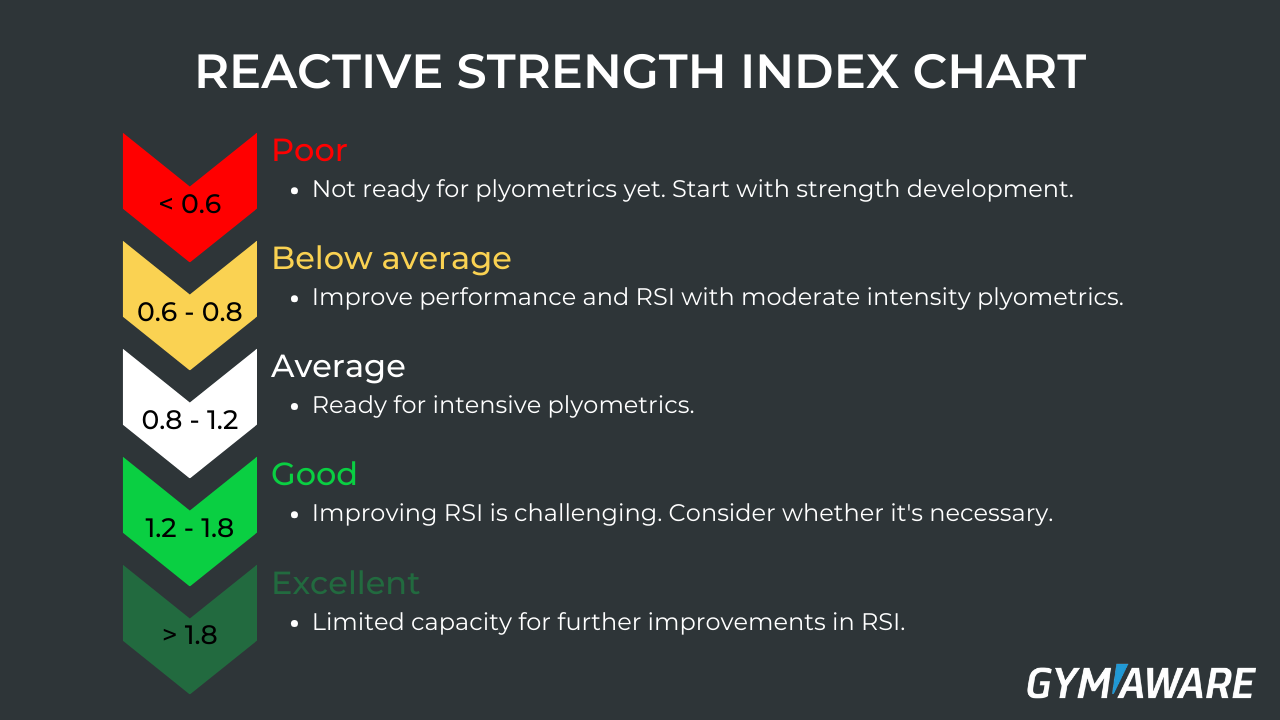 REACTIVE STRENGTH INDEX CHART
Poor
• Not ready for plyometrics yet. Start with strength development.
< 0.6
Below average
• Improve performance and RSI with moderate intensity plyometrics.
0.6 - 0.8
Average
• Ready for intensive plyometrics.
0.8 - 1.2
Good
• Improving RSI is challenging. Consider whether it's necessary.
1.2 - 1.8
Excellent
• Limited capacity for further improvements in RSI.
> 1.8
GYMAWARE